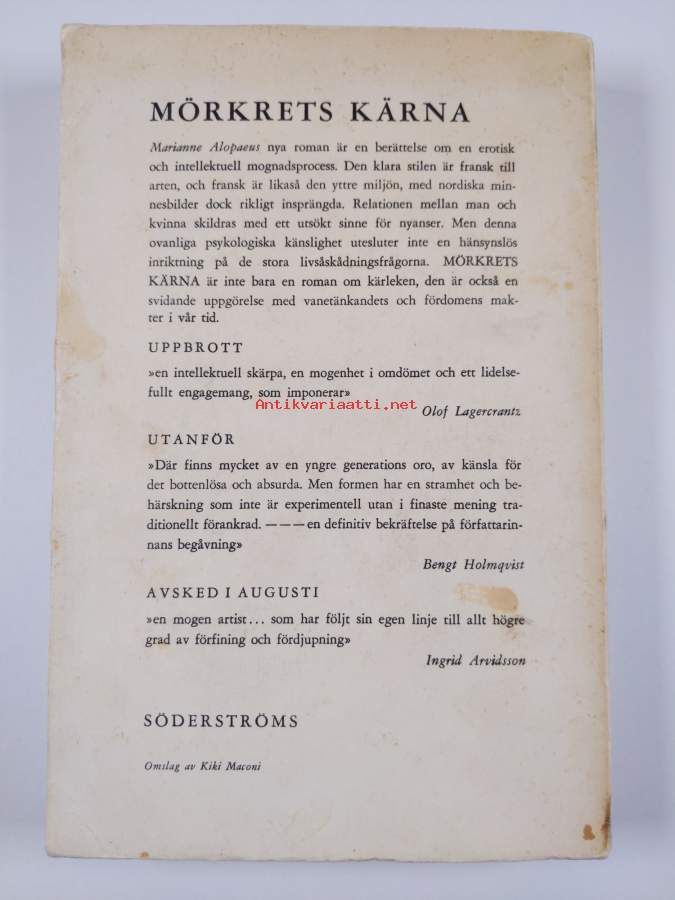 MÖRKRETS KÄRNA
Marianne Alopaeus nya roman är en berättelse om en erotisk
och intellektuell mognadsprocess. Den klara stilen är fransk till
arten, och fransk är likaså den yttre miljön, med nordiska min-
nesbilder dock rikligt insprängda. Relationen mellan man och
kvinna skildras med ett utsökt sinne för nyanser. Men denna
ovanliga psykologiska känslighet utesluter inte en hänsynslös
inriktning på de stora livsåskådningsfrågorna. MÖRKRETS
KÄRNA är inte bara en roman om kärleken, den är också en
svidande uppgörelse med vanetänkandets och fördomens mak-
ter i vår tid.
UPPBROTT
»en intellektuell skärpa, en mogenhet i omdömet och ett lidelse-
fullt engagemang, som imponerar»
Antikvariaatti.net
Olof Lagercrantz
UTANFÖR
»Där finns mycket av en yngre generations oro, av känsla för
det bottenlösa och absurda. Men formen har en stramhet och be-
härskning som inte är experimentell utan i finaste mening tra-
ditionellt förankrad. — — — en definitiv bekräftelse på författarin-
nans begåvning»
Bengt Holmqvist
AVSKED I AUGUSTI
»en mogen artist... som har följt sin egen linje till allt högre
grad av förfining och fördjupning»
Ingrid Arvidsson
SÖDERSTRÖMS
Omslag av Kiki Maconi